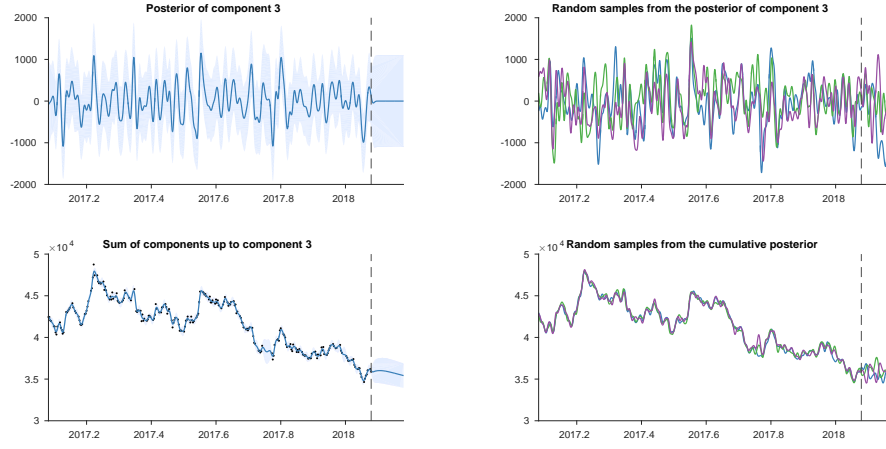 Posterior of component 3
2000
1000
0
-1000
-2000
2017.2 2017.4 2017.6 2017.8 2018
Random samples from the posterior of component 3
2000
1000
0
-1000
-2000
2017.2 2017.4 2017.6 2017.8 2018
Sum of components up to component 3
×10⁴
5
4.5
4
3.5
3
2017.2 2017.4 2017.6 2017.8 2018
Random samples from the cumulative posterior
×10⁴
5
4.5
4
3.5
3
2017.2 2017.4 2017.6 2017.8 2018